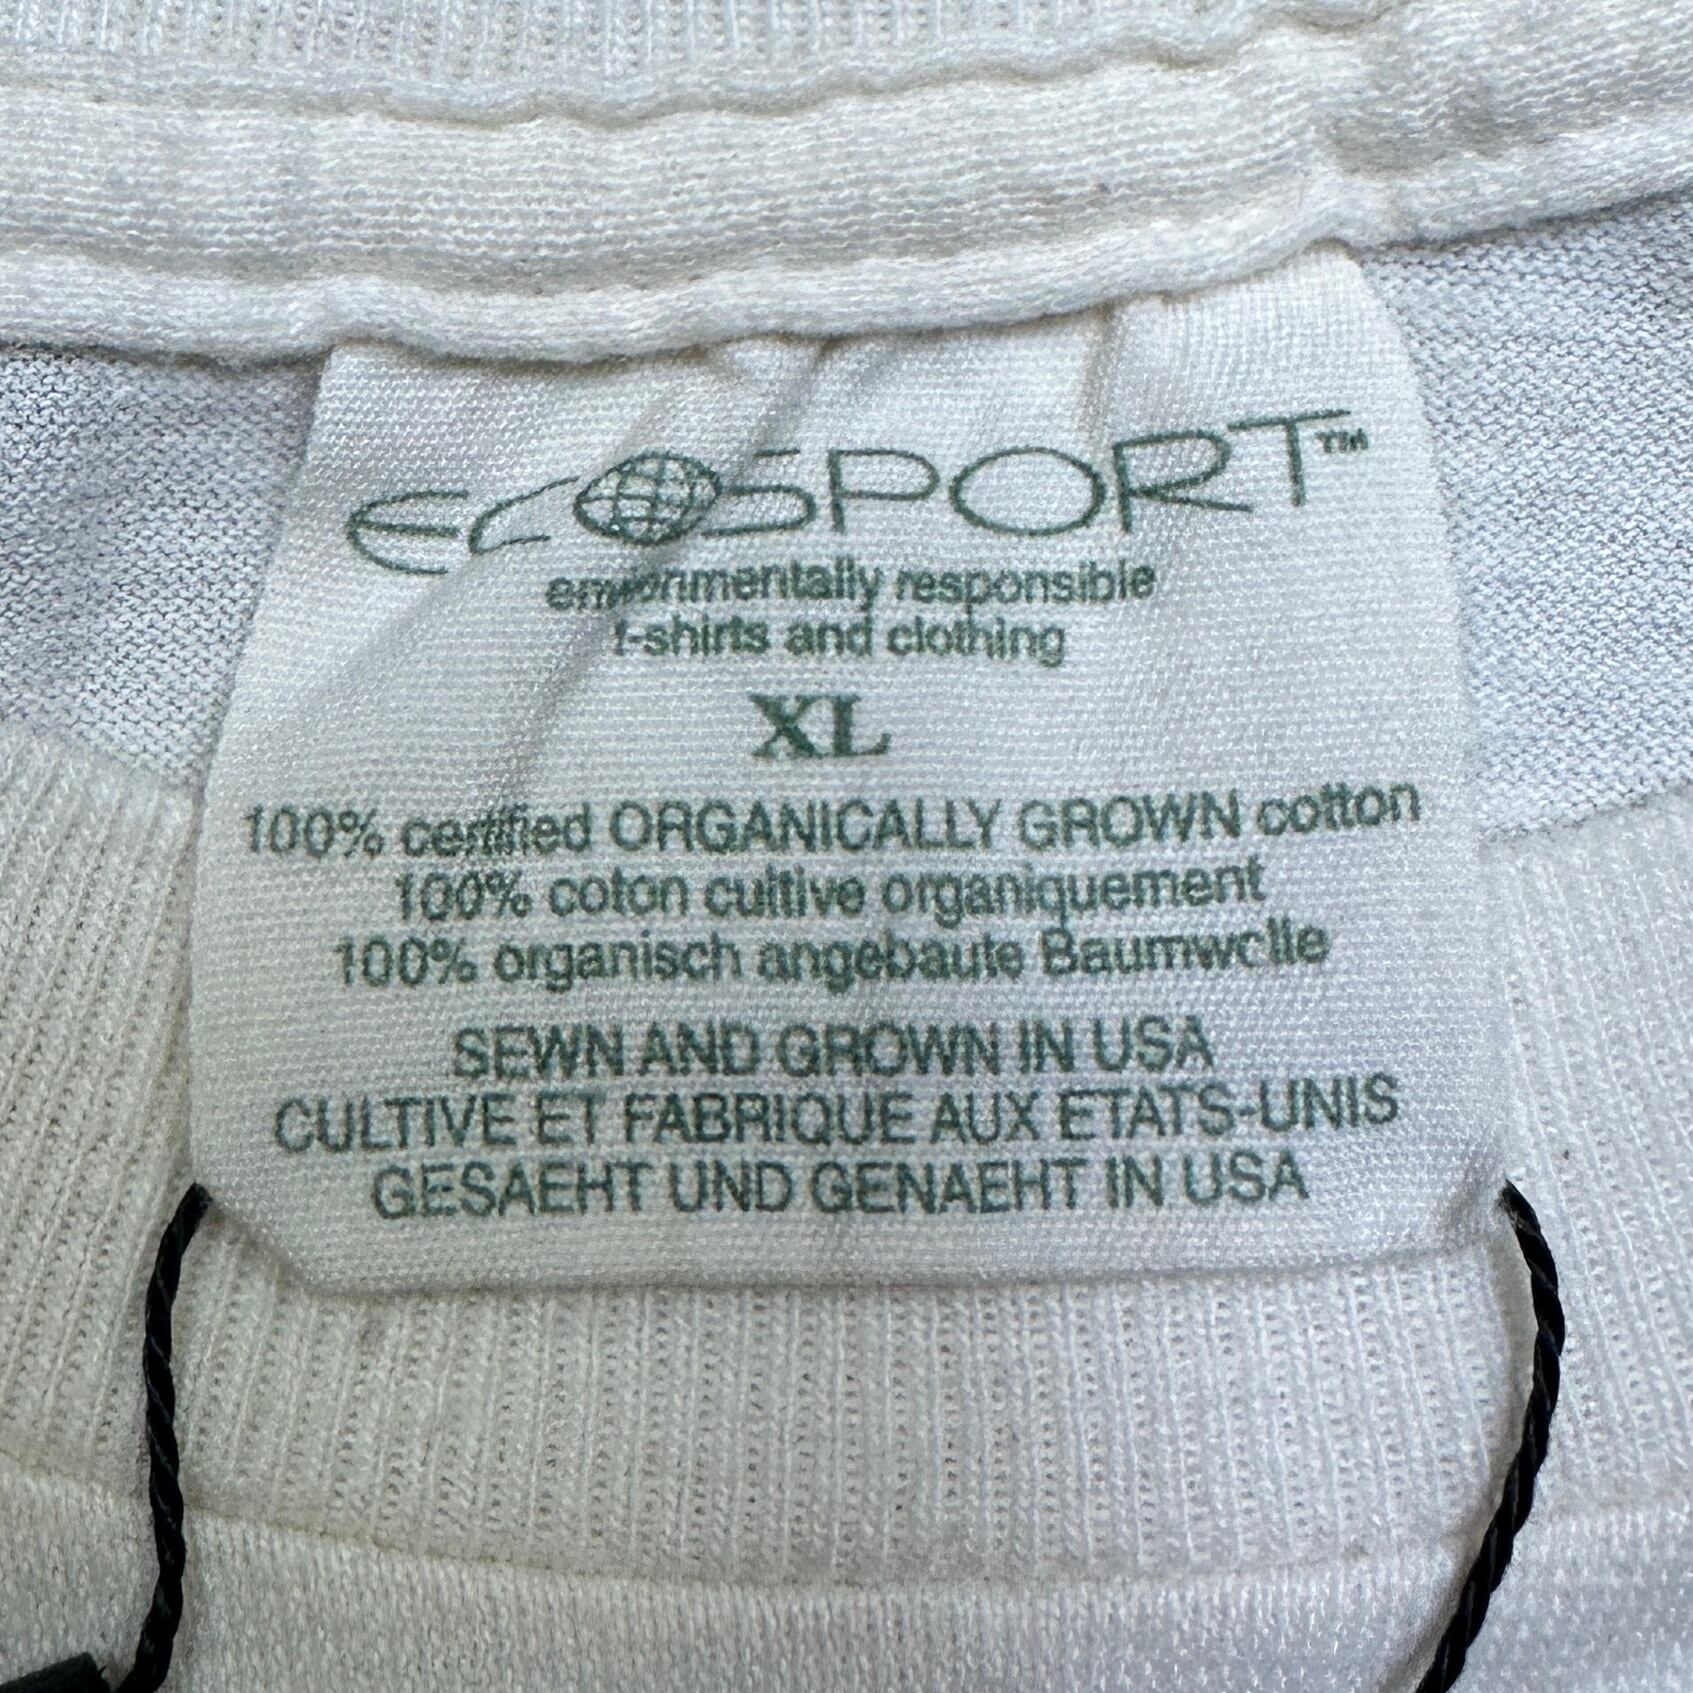 ECOSPORT™
environmentally responsible
t-shirts and clothing
XL
100% certified ORGANICALLY GROWN cotton
100% coton cultive organiquement
100% organisch angebaute Baumwolle
SEWN AND GROWN IN USA
CULTIVE ET FABRIQUE AUX ETATS-UNIS
GESAEHT UND GENAEHT IN USA